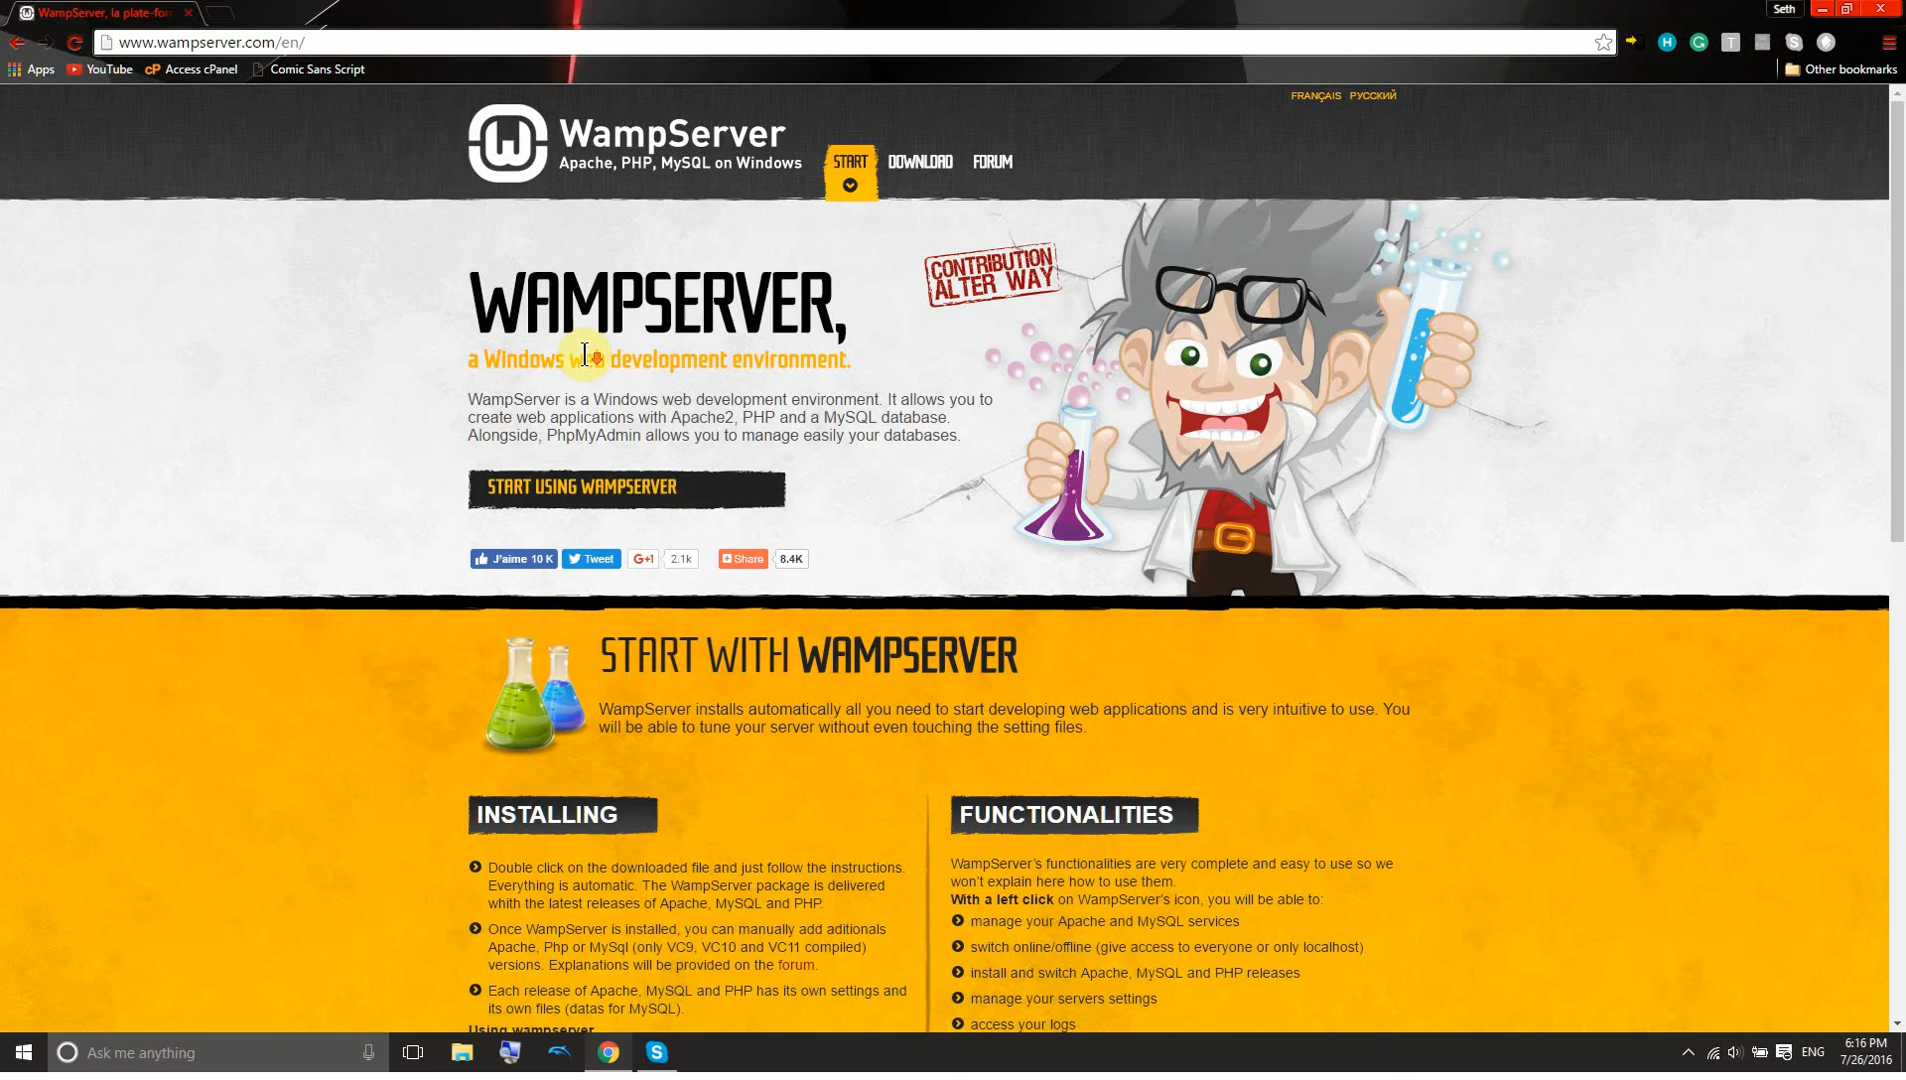 WampServer, la plate-for
Seth
www.wampserver.com/en/
Apps
YouTube
cP Access cPanel
Comic Sans Script
Other bookmarks
FRANÇAIS РУССКИЙ
WampServer
Apache, PHP, MySQL on Windows
START
DOWNLOAD
FORUM
WAMPSERVER,
a Windows web development environment.
CONTRIBUTION
ALTER WAY
WampServer is a Windows web development environment. It allows you to
create web applications with Apache2, PHP and a MySQL database.
Alongside, PhpMyAdmin allows you to manage easily your databases.
START USING WAMPSERVER
J'aime 10 K
Tweet
G+1
2.1k
Share
8.4K
START WITH WAMPSERVER
WampServer installs automatically all you need to start developing web applications and is very intuitive to use. You
will be able to tune your server without even touching the setting files.
INSTALLING
Double click on the downloaded file and just follow the instructions.
Everything is automatic. The WampServer package is delivered
whith the latest releases of Apache, MySQL and PHP.
Once WampServer is installed, you can manually add aditionals
Apache, Php or MySql (only VC9, VC10 and VC11 compiled)
versions. Explanations will be provided on the forum.
Each release of Apache, MySQL and PHP has its own settings and
its own files (datas for MySQL).
Using wampserver
FUNCTIONALITIES
WampServer's functionalities are very complete and easy to use so we
won't explain here how to use them.
With a left click on WampServer's icon, you will be able to:
manage your Apache and MySQL services
switch online/offline (give access to everyone or only localhost)
install and switch Apache, MySQL and PHP releases
manage your servers settings
access your logs
Ask me anything
ENG
6:16 PM
7/26/2016